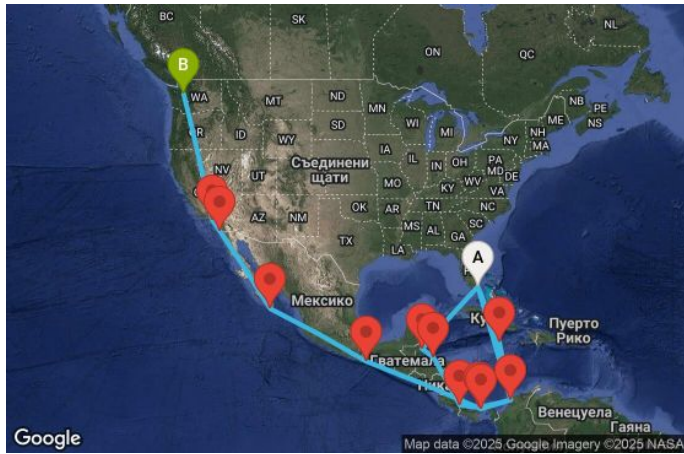 BC
SK
ON
QC
NL
B
WA
MT
ND
MN
NB
PE
NS
ME
SD
WI
MI
NY
NH
MA
ID
WY
IA
NV
UT
Съединени
щати
IL
IN
OH
PA
MD
DE
MO
KY
WV
VA
AZ
NM
OK
AR
TN
NC
MS
AL
GA
SC
TX
LA
A
Мексико
Пуерто
Рико
Гватемала
Венецуела
Гаяна
Google
Map data ©2025 Google Imagery ©2025 NASA